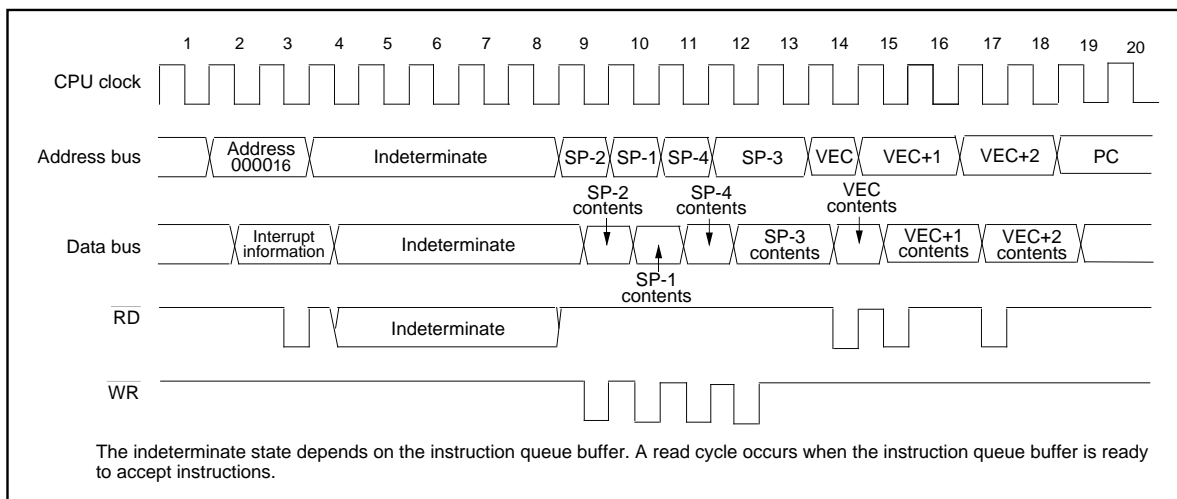 1 2 3 4 5 6 7 8 9 10 11 12 13 14 15 16 17 18 19 20
CPU clock
Address bus
Address
000016
Indeterminate
SP-2
SP-1
SP-4
SP-3
VEC
VEC+1
VEC+2
PC
SP-2
contents
SP-4
contents
VEC
contents
Data bus
Interrupt
information
Indeterminate
SP-3
contents
VEC+1
contents
VEC+2
contents
SP-1
contents
RD
Indeterminate
WR
The indeterminate state depends on the instruction queue buffer. A read cycle occurs when the instruction queue buffer is ready
to accept instructions.